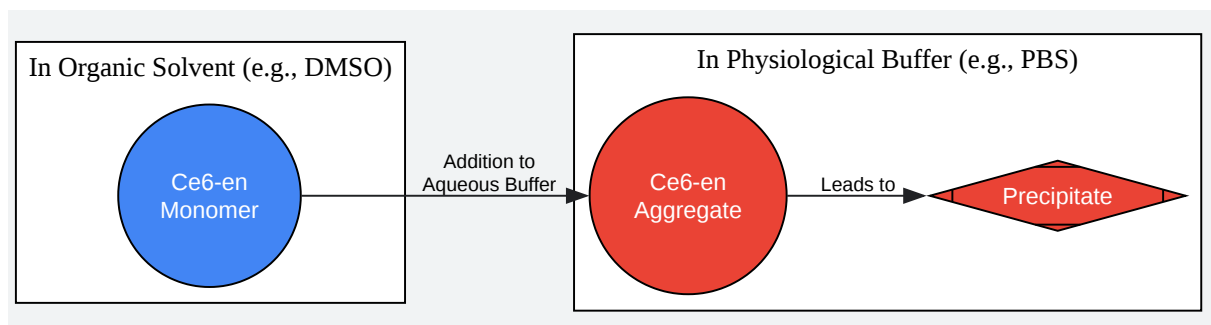 In Organic Solvent (e.g., DMSO)
Ce6-en
Monomer
Addition to
Aqueous Buffer
In Physiological Buffer (e.g., PBS)
Ce6-en
Aggregate
Leads to
Precipitate